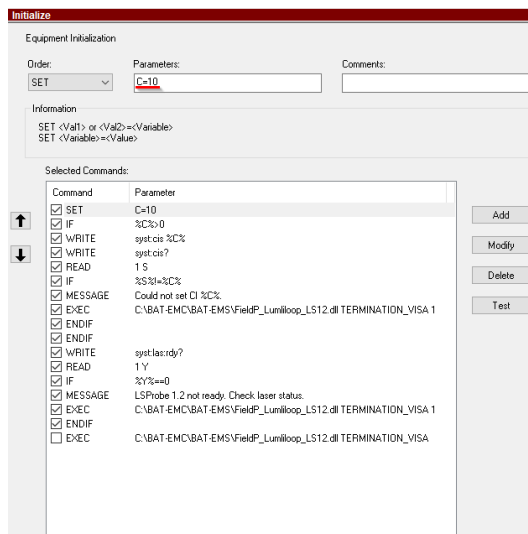 Initialize
Equipment Initialization
Order: Parameters: Comments:
SET C=10
Information
SET <Val1> or <Val2>=<Variable>
SET <Variable>=<Value>
Selected Commands:
Command Parameter
SET C=10
IF %C%>0
WRITE syst:cis %C%
WRITE syst:cis?
READ 1 S
IF %S%!=%C%
MESSAGE Could not set CI %C%.
EXEC C:\BAT-EMC\BAT-EMS\FieldP_Lumiloop_LS12.dll TERMINATION_VISA 1
ENDIF
ENDIF
WRITE syst:las:rdy?
READ 1 Y
IF %Y%==0
MESSAGE LSProbe 1.2 not ready. Check laser status.
EXEC C:\BAT-EMC\BAT-EMS\FieldP_Lumiloop_LS12.dll TERMINATION_VISA 1
ENDIF
EXEC C:\BAT-EMC\BAT-EMS\FieldP_Lumiloop_LS12.dll TERMINATION_VISA
Add
Modify
Delete
Test